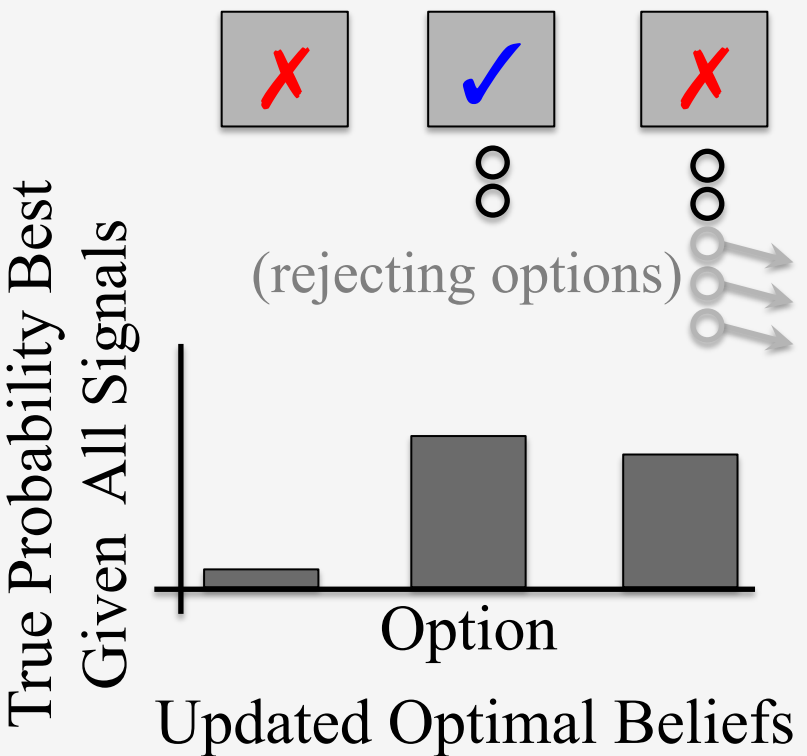 (rejecting options)
True Probability Best
Given All Signals
Option
Updated Optimal Beliefs